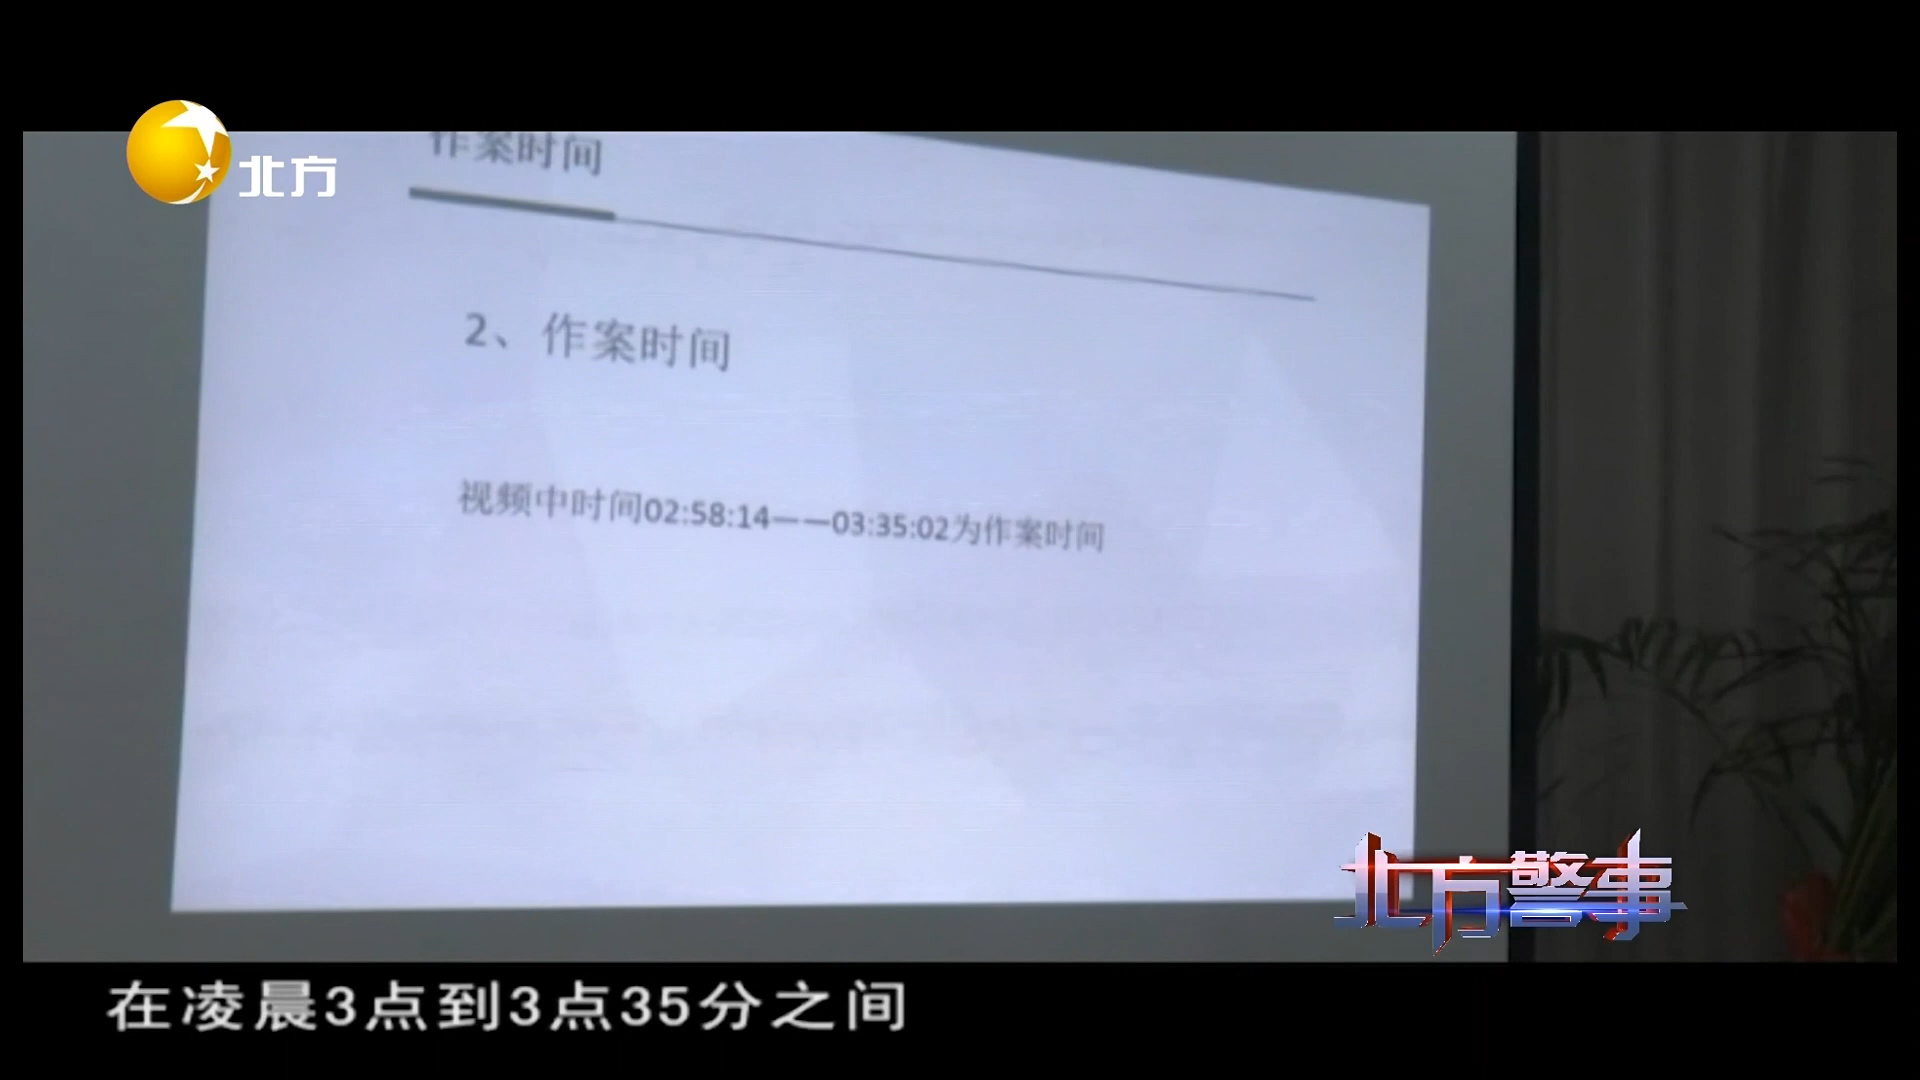 作案时间
北方
2、作案时间
视频中时间02:58:14——03:35:02为作案时间
北方警事
在凌晨3点到3点35分之间